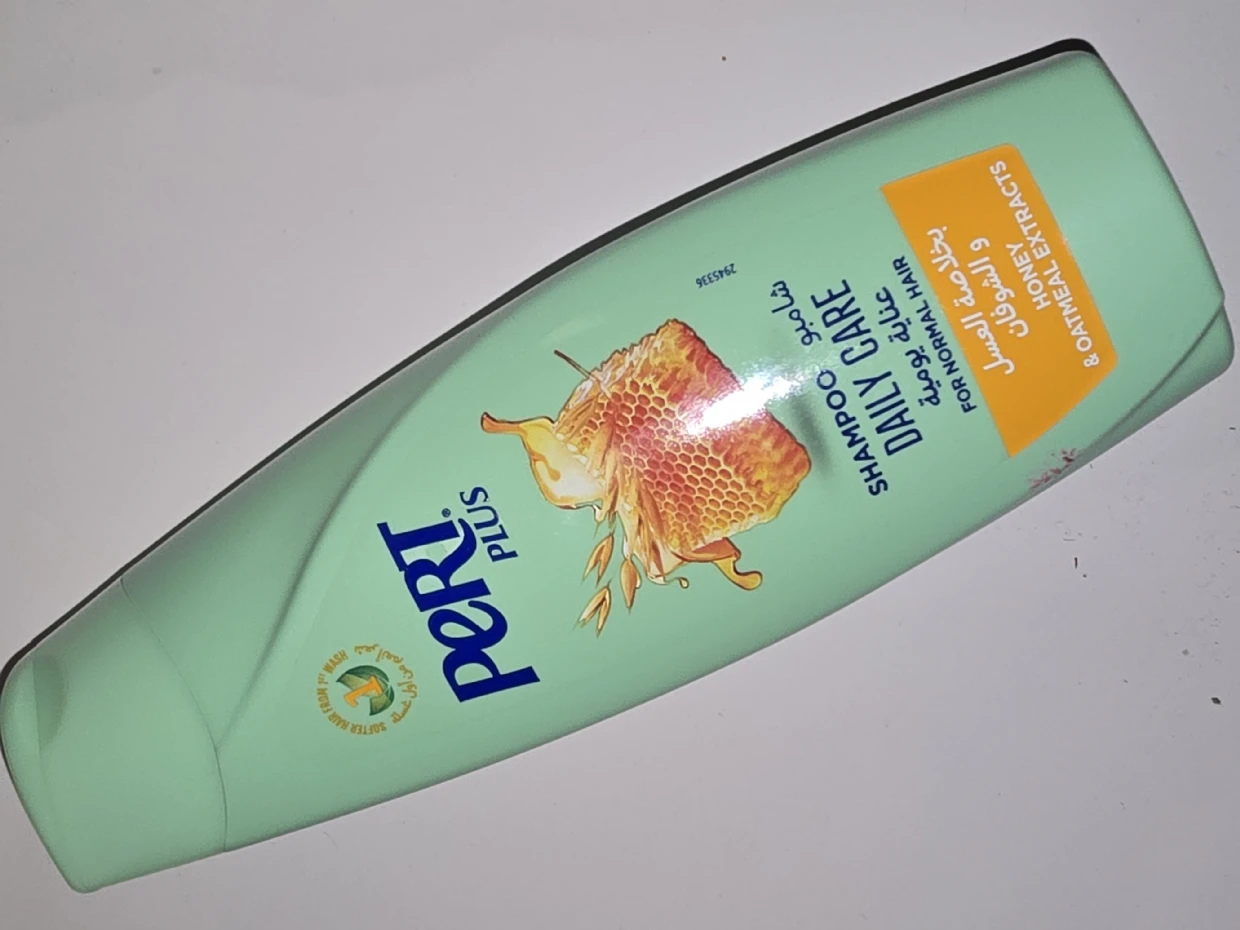 SOFTER HAIR FROM 1st WASH
1
PERT®
PLUS
2945336
SHAMPOO شامبو
DAILY CARE
عناية يومية
FOR NORMAL HAIR
بخلاصة العسل
و الشوفان
HONEY
& OATMEAL EXTRACTS